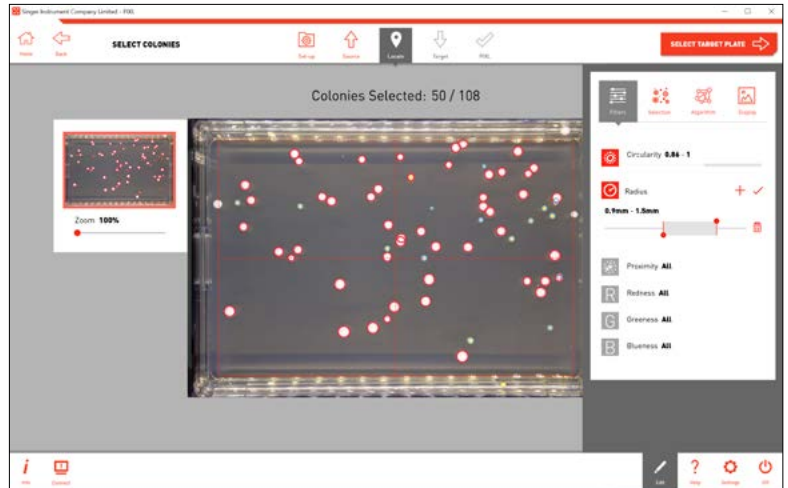 Singer Instrument Company Limited - PIXL
Home
Back
SELECT COLONIES
Set-up
Source
Locate
Target
PIXL
SELECT TARGET PLATE
Colonies Selected: 50 / 108
Zoom 100%
Filters
Selection
Algorithm
Display
Circularity 0.86 - 1
Radius
0.9mm - 1.5mm
Proximity All
R Redness All
G Greeness All
B Blueness All
Info
Connect
Lid
Help
Settings
Off